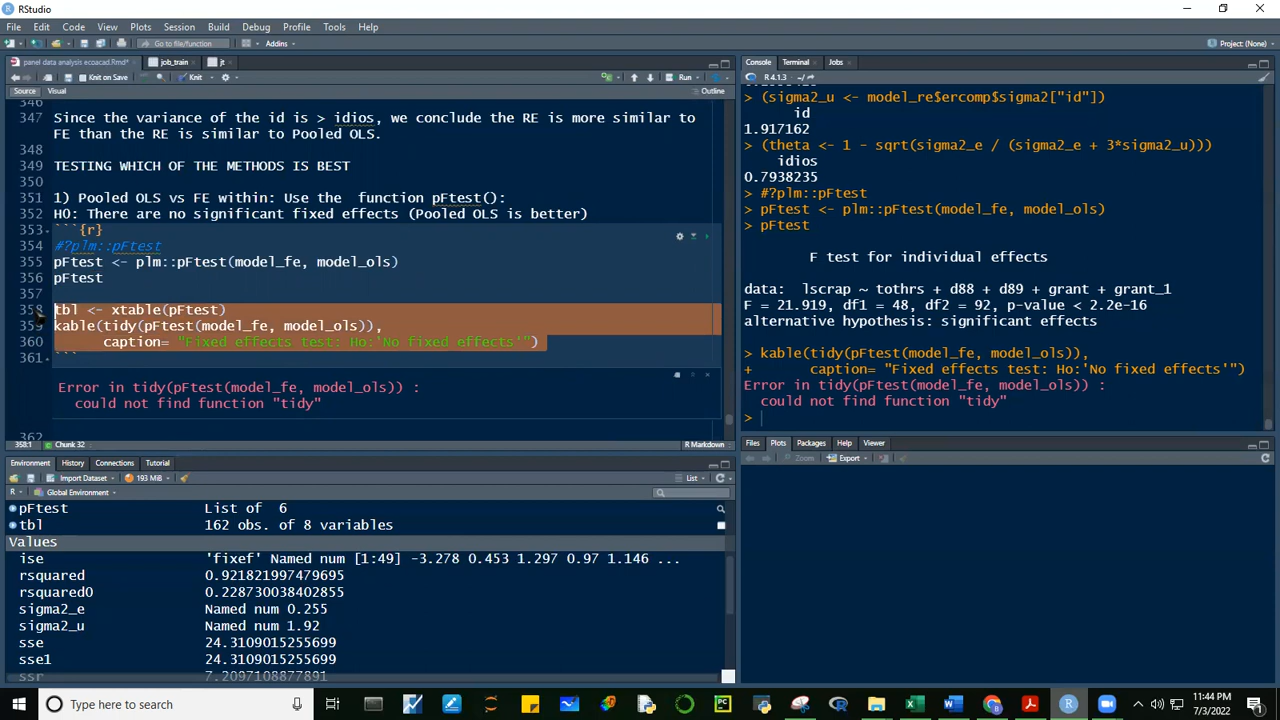 RStudio
File Edit Code View Plots Session Build Debug Profile Tools Help
Go to file/function
Addins
Project: (None)
panel data analysis ecoacad.Rmd*
job_train
jt
Knit on Save
Knit
Run
Source Visual
Outline
346
347 Since the variance of the id is > idios, we conclude the RE is more similar to
FE than the RE is similar to Pooled OLS.
348
349 TESTING WHICH OF THE METHODS IS BEST
350
351 1) Pooled OLS vs FE within: Use the function pFtest():
352 H0: There are no significant fixed effects (Pooled OLS is better)
353 ```{r}
354 #?plm::pFtest
355 pFtest <- plm::pFtest(model_fe, model_ols)
356 pFtest
357
358 tbl <- xtable(pFtest)
359 kable(tidy(pFtest(model_fe, model_ols)),
360 caption= "Fixed effects test: Ho:'No fixed effects'")
361 ```
Error in tidy(pFtest(model_fe, model_ols)) :
could not find function "tidy"
362
358:1 Chunk 32
R Markdown
Environment History Connections Tutorial
Import Dataset 193 MiB
List
R Global Environment
pFtest List of 6
tbl 162 obs. of 8 variables
Values
ise 'fixef' Named num [1:49] -3.278 0.453 1.297 0.97 1.146 ...
rsquared 0.921821997479695
rsquared0 0.228730038402855
sigma2_e Named num 0.255
sigma2_u Named num 1.92
sse 24.3109015255699
sse1 24.3109015255699
ssr 7.2097108877891
Console Terminal Jobs
R 4.1.3 · ~/
> (sigma2_u <- model_re$ercomp$sigma2["id"])
id
1.917162
> (theta <- 1 - sqrt(sigma2_e / (sigma2_e + 3*sigma2_u)))
idios
0.7938235
> #?plm::pFtest
> pFtest <- plm::pFtest(model_fe, model_ols)
> pFtest
F test for individual effects
data: lscrap ~ tothrs + d88 + d89 + grant + grant_1
F = 21.919, df1 = 48, df2 = 92, p-value < 2.2e-16
alternative hypothesis: significant effects
> kable(tidy(pFtest(model_fe, model_ols)),
+ caption= "Fixed effects test: Ho:'No fixed effects'")
Error in tidy(pFtest(model_fe, model_ols)) :
could not find function "tidy"
>
Files Plots Packages Help Viewer
Zoom Export
Type here to search
11:44 PM
7/3/2022